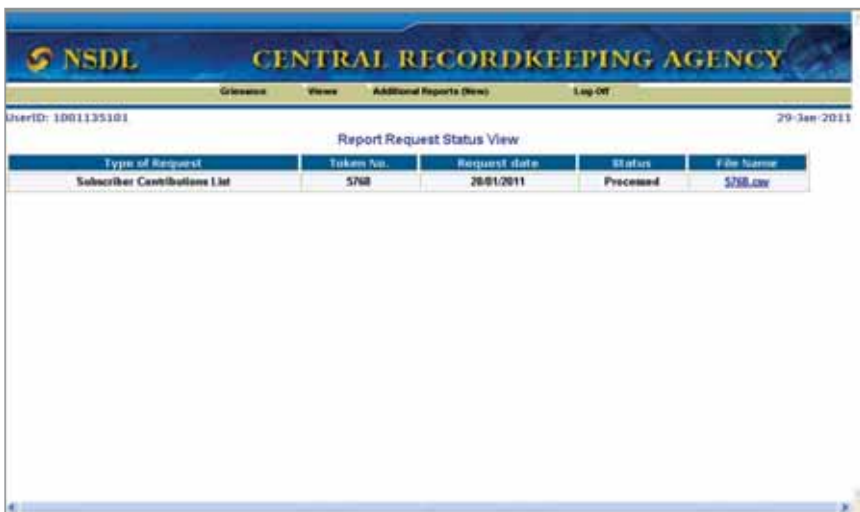 NSDL CENTRAL RECORDKEEPING AGENCY
Grievance Views Additional Reports (New) Log Off
UserID: 1001135101 29-Jan-2011
Report Request Status View
Type of Request Token No. Request date Status File Name
Subscriber Contributions List 5768 28/01/2011 Processed 5768.csv